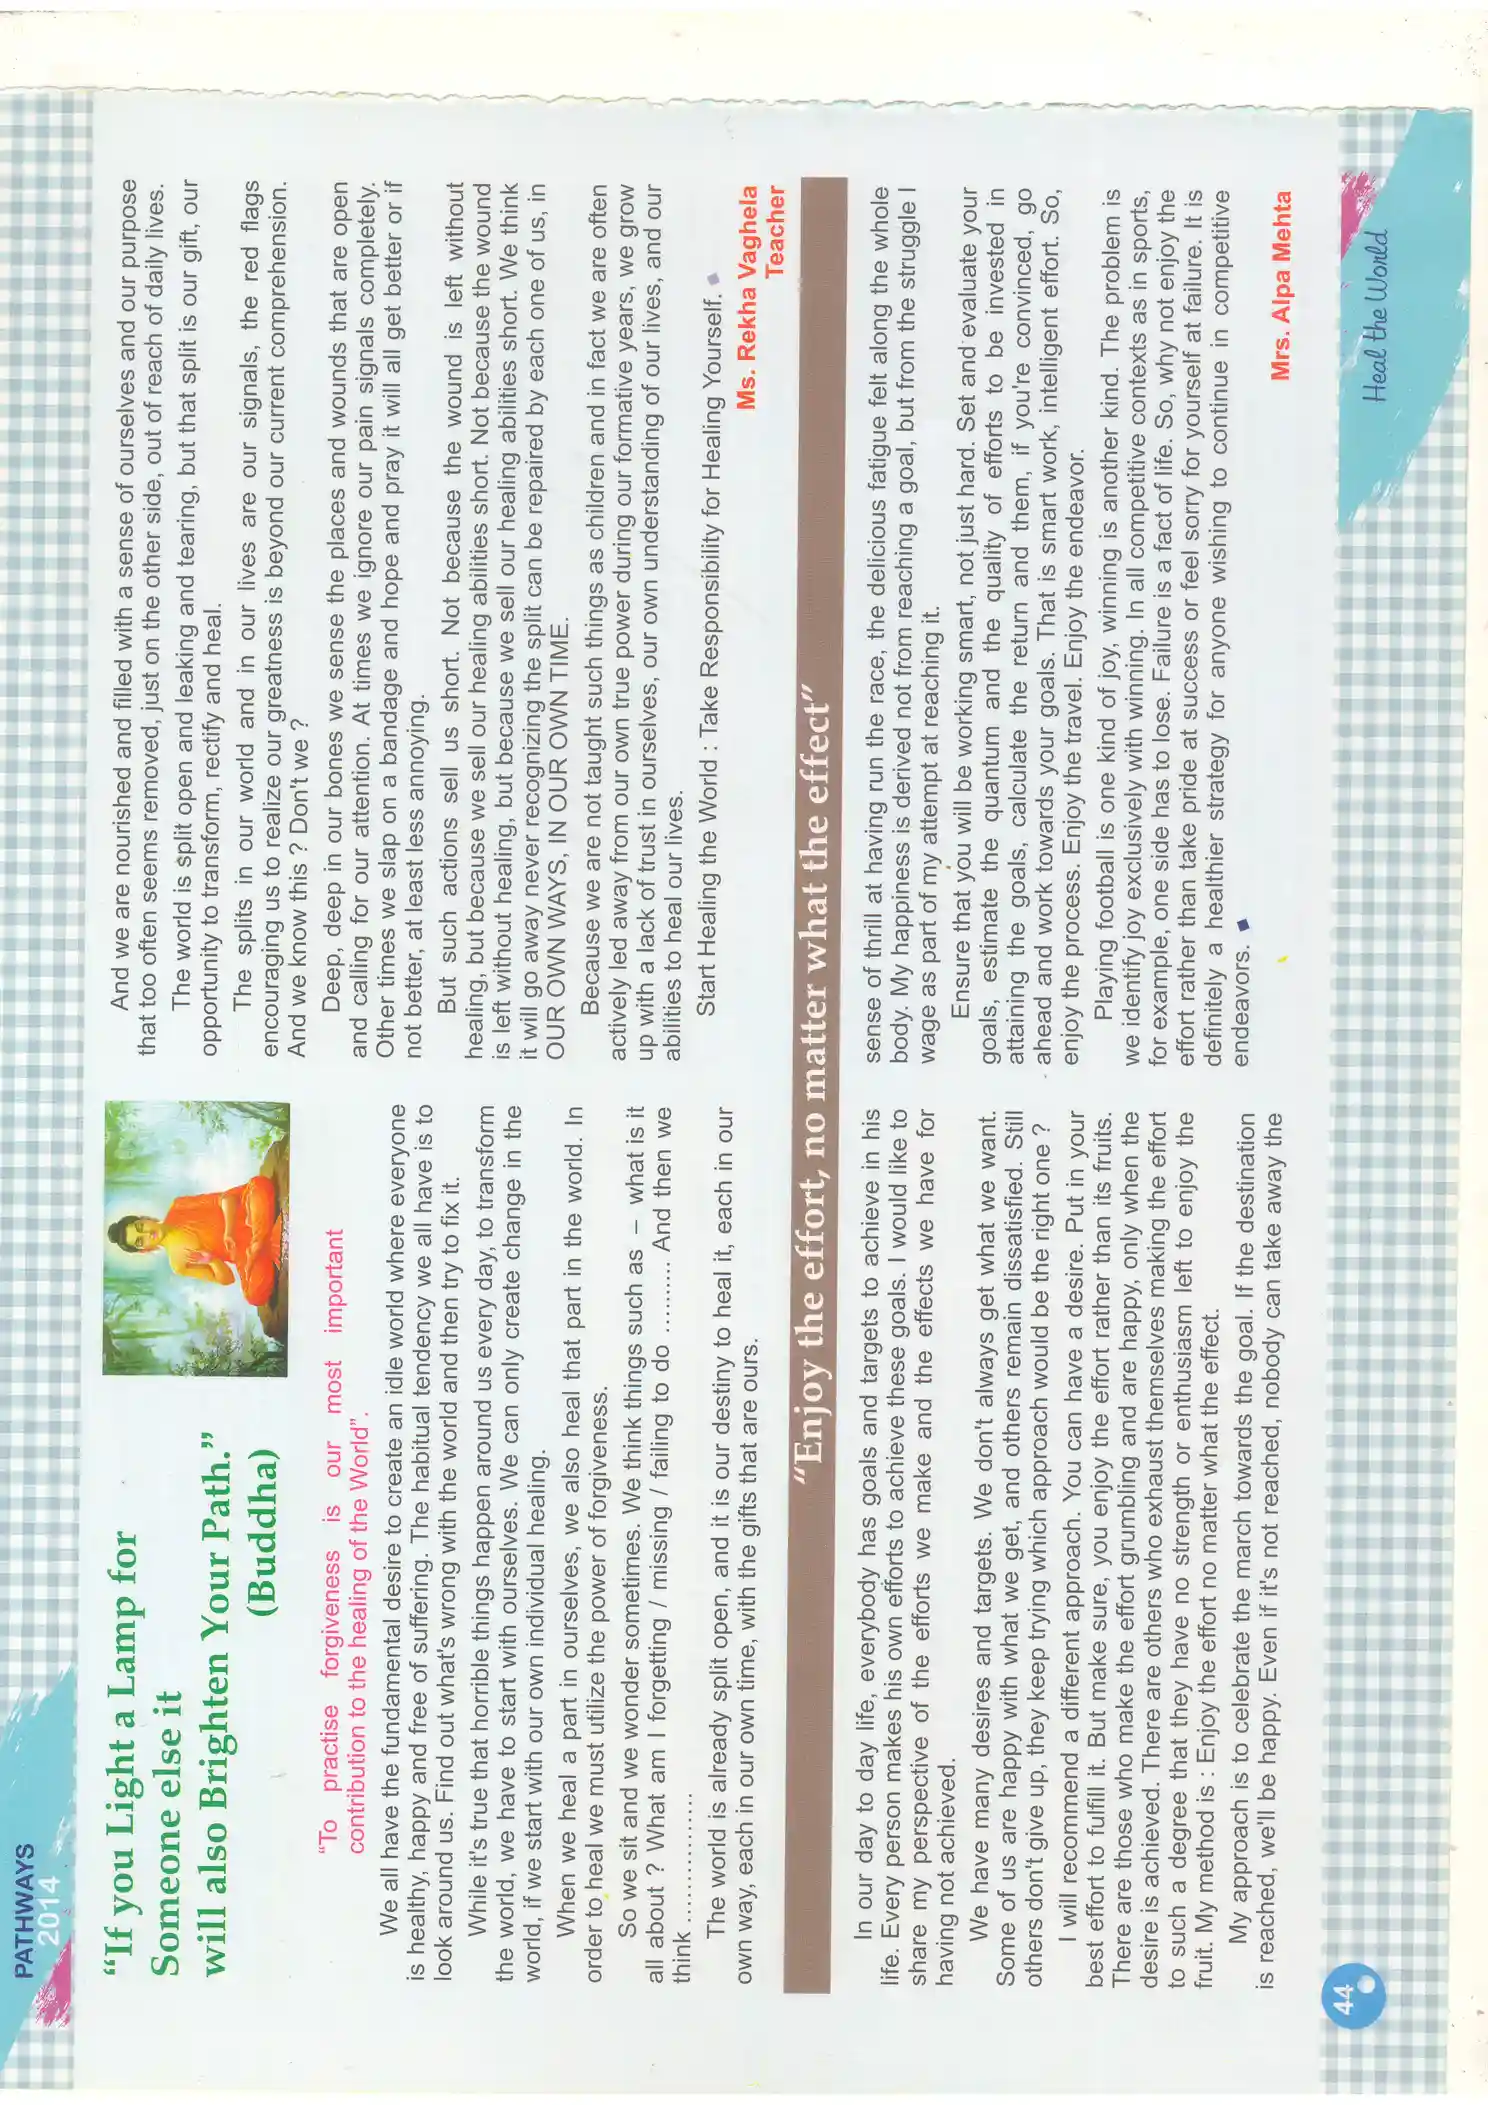 PATHWAYS
2014
“If you Light a Lamp for
Someone else it
will also Brighten Your Path.”
(Buddha)
“To practise forgiveness is our most important
contribution to the healing of the World”.
We all have the fundamental desire to create an idle world where everyone
is healthy, happy and free of suffering. The habitual tendency we all have is to
look around us. Find out what's wrong with the world and then try to fix it.
While it's true that horrible things happen around us every day, to transform
the world, we have to start with ourselves. We can only create change in the
world, if we start with our own individual healing.
When we heal a part in ourselves, we also heal that part in the world. In
order to heal we must utilize the power of forgiveness.
So we sit and we wonder sometimes. We think things such as – what is it
all about ? What am I forgetting / missing / failing to do .......... And then we
think ................
The world is already split open, and it is our destiny to heal it, each in our
own way, each in our own time, with the gifts that are ours.
And we are nourished and filled with a sense of ourselves and our purpose
that too often seems removed, just on the other side, out of reach of daily lives.
The world is split open and leaking and tearing, but that split is our gift, our
opportunity to transform, rectify and heal.
The splits in our world and in our lives are our signals, the red flags
encouraging us to realize our greatness is beyond our current comprehension.
And we know this ? Don't we ?
Deep, deep in our bones we sense the places and wounds that are open
and calling for our attention. At times we ignore our pain signals completely.
Other times we slap on a bandage and hope and pray it will all get better or if
not better, at least less annoying.
But such actions sell us short. Not because the wound is left without
healing, but because we sell our healing abilities short. Not because the wound
is left without healing, but because we sell our healing abilities short. We think
it will go away never recognizing the split can be repaired by each one of us, in
OUR OWN WAYS, IN OUR OWN TIME.
Because we are not taught such things as children and in fact we are often
actively led away from our own true power during our formative years, we grow
up with a lack of trust in ourselves, our own understanding of our lives, and our
abilities to heal our lives.
Start Healing the World : Take Responsibility for Healing Yourself. ◆
Ms. Rekha Vaghela
Teacher
“Enjoy the effort, no matter what the effect”
In our day to day life, everybody has goals and targets to achieve in his
life. Every person makes his own efforts to achieve these goals. I would like to
share my perspective of the efforts we make and the effects we have for
having not achieved.
We have many desires and targets. We don't always get what we want.
Some of us are happy with what we get, and others remain dissatisfied. Still
others don't give up, they keep trying which approach would be the right one ?
I will recommend a different approach. You can have a desire. Put in your
best effort to fulfill it. But make sure, you enjoy the effort rather than its fruits.
There are those who make the effort grumbling and are happy, only when the
desire is achieved. There are others who exhaust themselves making the effort
to such a degree that they have no strength or enthusiasm left to enjoy the
fruit. My method is : Enjoy the effort no matter what the effect.
My approach is to celebrate the march towards the goal. If the destination
is reached, we'll be happy. Even if it's not reached, nobody can take away the
sense of thrill at having run the race, the delicious fatigue felt along the whole
body. My happiness is derived not from reaching a goal, but from the struggle I
wage as part of my attempt at reaching it.
Ensure that you will be working smart, not just hard. Set and evaluate your
goals, estimate the quantum and the quality of efforts to be invested in
attaining the goals, calculate the return and them, if you're convinced, go
ahead and work towards your goals. That is smart work, intelligent effort. So,
enjoy the process. Enjoy the travel. Enjoy the endeavor.
Playing football is one kind of joy, winning is another kind. The problem is
we identify joy exclusively with winning. In all competitive contexts as in sports,
for example, one side has to lose. Failure is a fact of life. So, why not enjoy the
effort rather than take pride at success or feel sorry for yourself at failure. It is
definitely a healthier strategy for anyone wishing to continue in competitive
endeavors. ◆
Mrs. Alpa Mehta
44
Heal the World